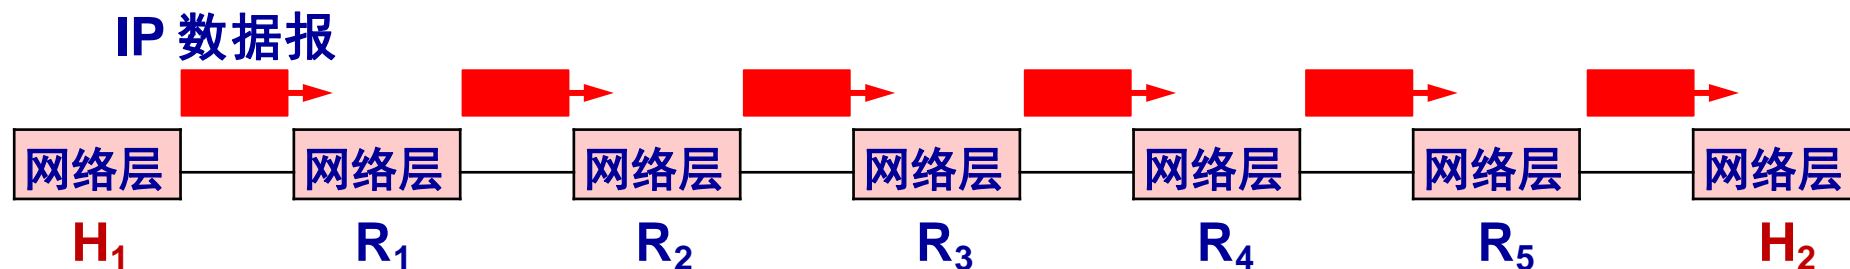 IP 数据报
网络层 网络层 网络层 网络层 网络层 网络层 网络层
H1 R1 R2 R3 R4 R5 H2